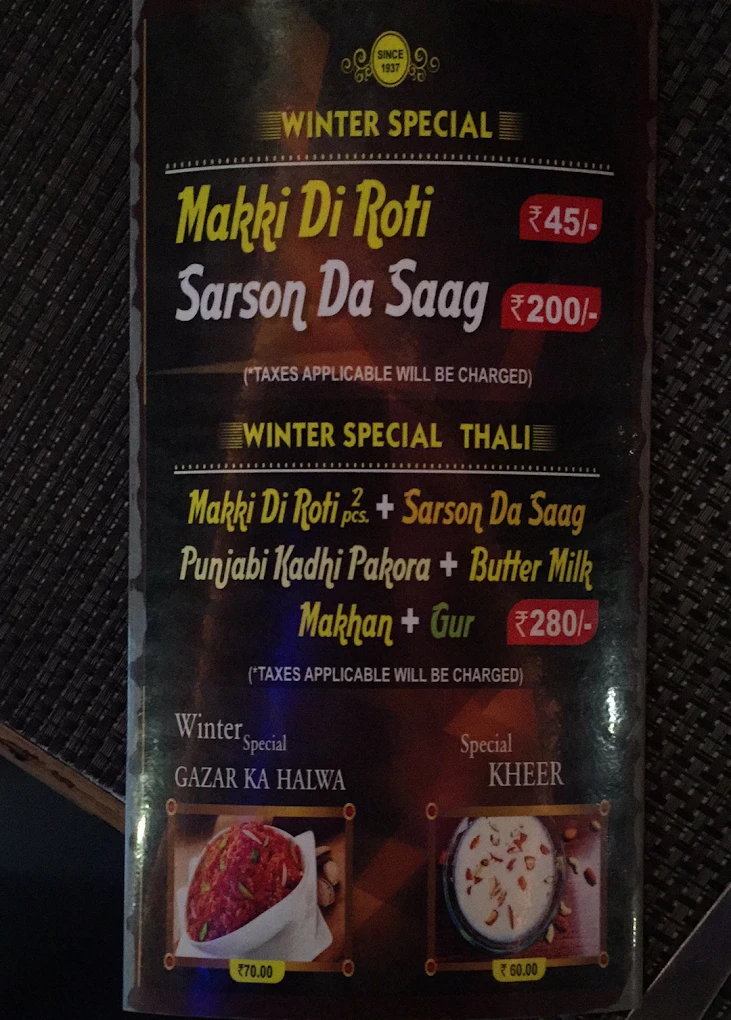 SINCE
1937
WINTER SPECIAL
Makki Di Roti ₹45/-
Sarson Da Saag ₹200/-
(*TAXES APPLICABLE WILL BE CHARGED)
WINTER SPECIAL THALI
Makki Di Roti 2 pcs. + Sarson Da Saag
Punjabi Kadhi Pakora + Butter Milk
Makhan + Gur ₹280/-
(*TAXES APPLICABLE WILL BE CHARGED)
Winter Special
GAZAR KA HALWA
₹70.00
Special
KHEER
₹ 60.00